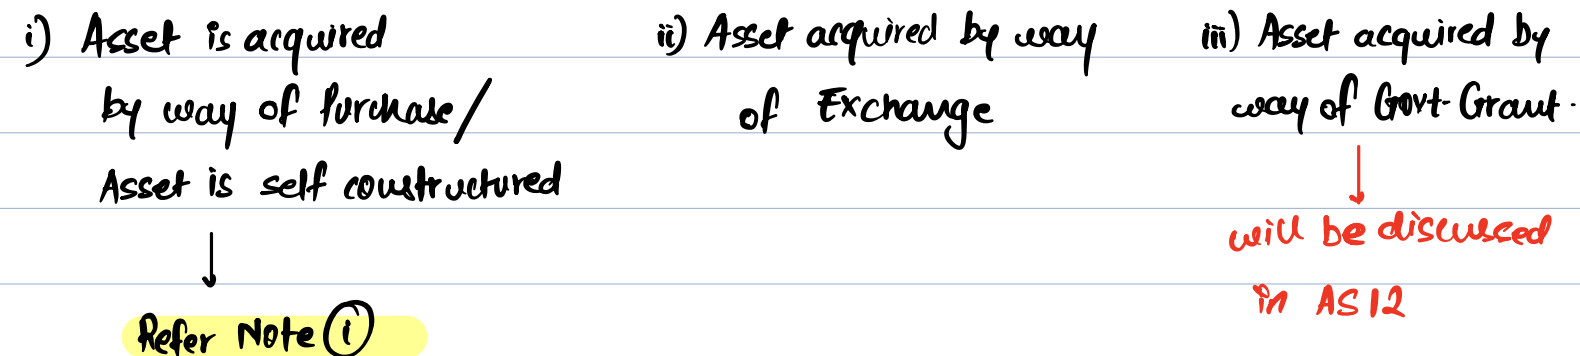 i) Asset is acquired
by way of Purchase/
Asset is self constructured
Refer Note i
ii) Asset acquired by way
of Exchange
iii) Asset acquired by
way of Govt. Grant.
will be discussed
in AS 12